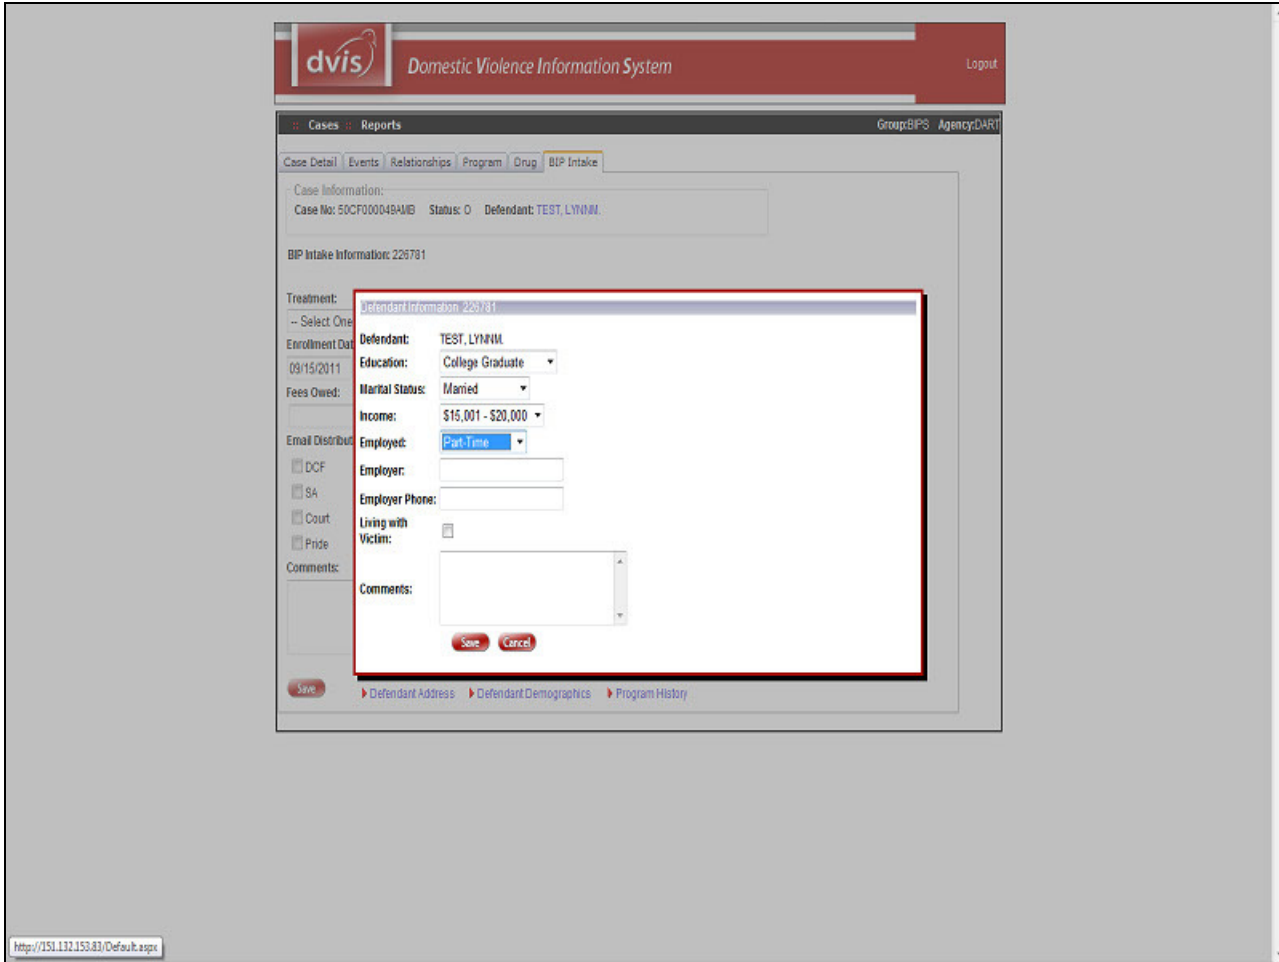 dvis
Domestic Violence Information System
Logout
:: Cases :: Reports
Group:BIPS Agency:DART
Case Detail Events Relationships Program Drug BIP Intake
Case Information:
Case No: 50CF000049AMB Status: O Defendant: TEST, LYNNM.
BIP Intake Information: 226781
Treatment:
-- Select One
Enrollment Dat
09/15/2011
Fees Owed:
Email Distribut
DCF
SA
Court
Pride
Comments:
Save
Defendant Information 226781
Defendant: TEST, LYNNM.
Education: College Graduate
Marital Status: Married
Income: $15,001 - $20,000
Employed: Part-Time
Employer:
Employer Phone:
Living with
Victim:
Comments:
Save Cancel
Defendant Address Defendant Demographics Program History
http://151.132.153.83/Default.aspx